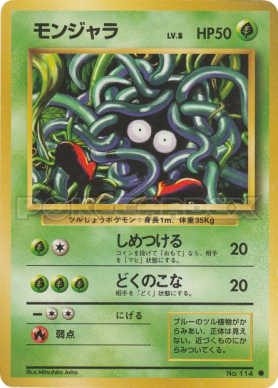 モンジャラ LV.8 HP50
ツルじょうポケモン：身長1m、体重35Kg
しめつける 20
コインを投げて「おもて」なら、相手を
「マヒ」状態にする。
どくのこな 20
相手を「どく」状態にする。
にげる
弱点
ブルーのツル植物がか
らみあい、正体は見えな
い。近づくものにからみ
ついてくる。
Illus. Mitsuhiro Arita
No. 114